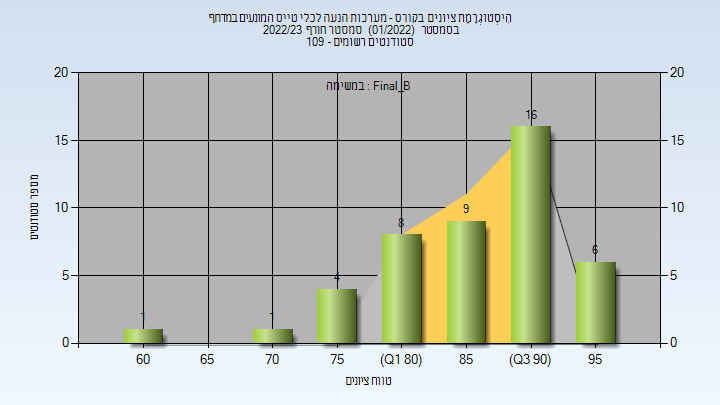 היסטוגְרָמַת ציונים בקורס - מערכות הנעה לכלי טייס המונעים במדחף
בסמסטר (01/2022) סמסטר חורף 2022/23
סטודנטים רשומים - 109
במשימה : Final_B
מספר סטודנטים
20
15
10
5
0
20
15
10
5
0
1
1
4
8
9
16
6
60
65
70
75
(Q1 80)
85
(Q3 90)
95
טווח ציונים